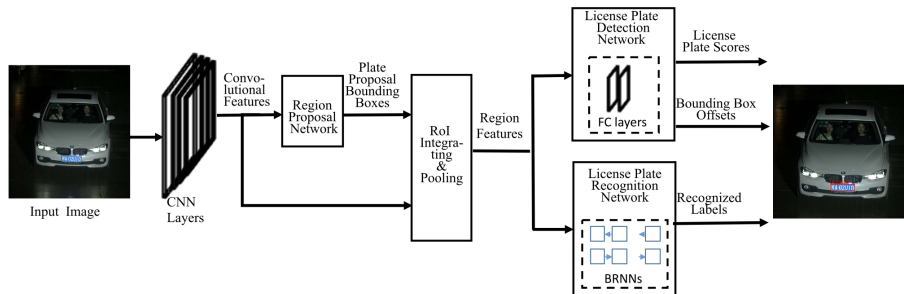 Input Image
CNN
Layers
Convo-
lutional
Features
Region
Proposal
Network
Plate
Proposal
Bounding
Boxes
RoI
Integra-
ting
&
Pooling
Region
Features
License Plate
Detection
Network
FC layers
License
Plate Scores
Bounding Box
Offsets
License Plate
Recognition
Network
BRNNs
Recognized
Labels